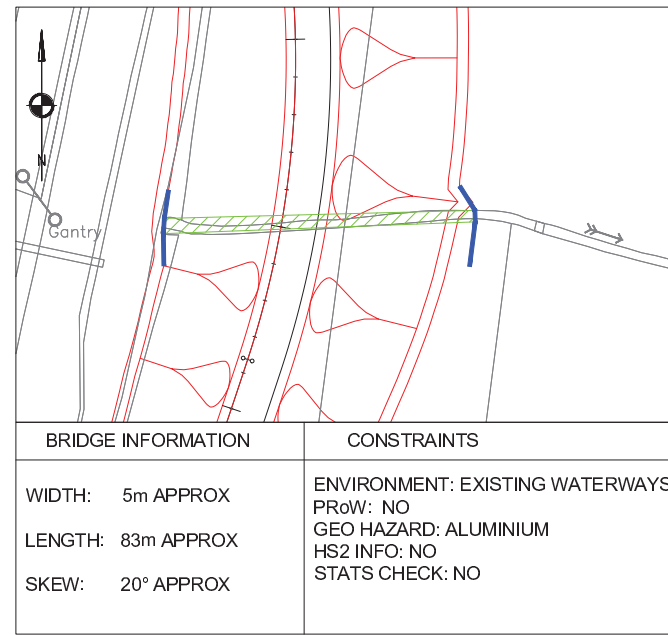 N
Gantry
BRIDGE INFORMATION
WIDTH: 5m APPROX
LENGTH: 83m APPROX
SKEW: 20° APPROX
CONSTRAINTS
ENVIRONMENT: EXISTING WATERWAYS
PRoW: NO
GEO HAZARD: ALUMINIUM
HS2 INFO: NO
STATS CHECK: NO